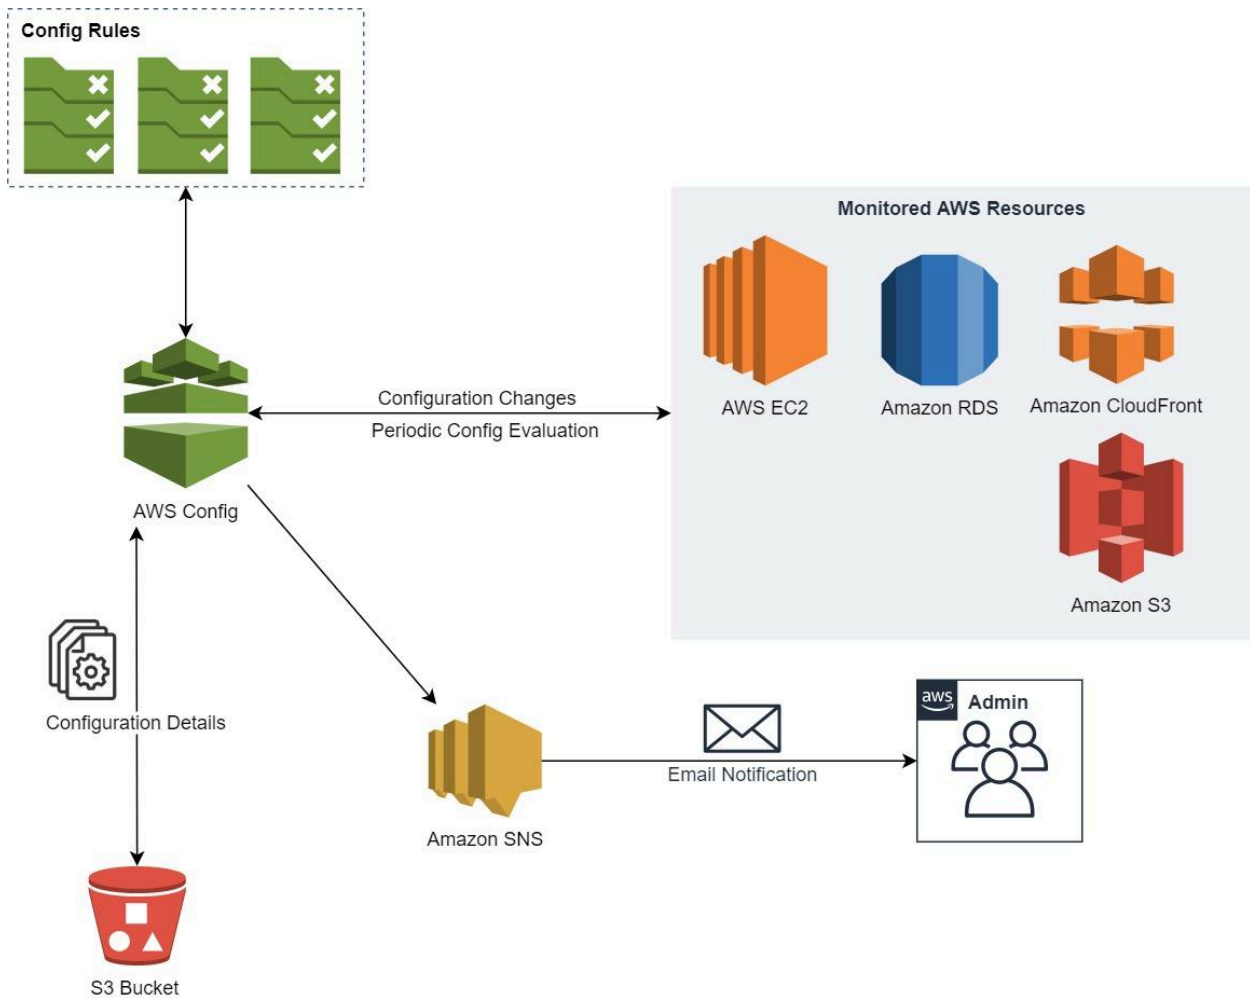 Config Rules
Monitored AWS Resources
AWS EC2
Amazon RDS
Amazon CloudFront
Configuration Changes
Periodic Config Evaluation
AWS Config
Amazon S3
Configuration Details
aws
Admin
Email Notification
Amazon SNS
S3 Bucket